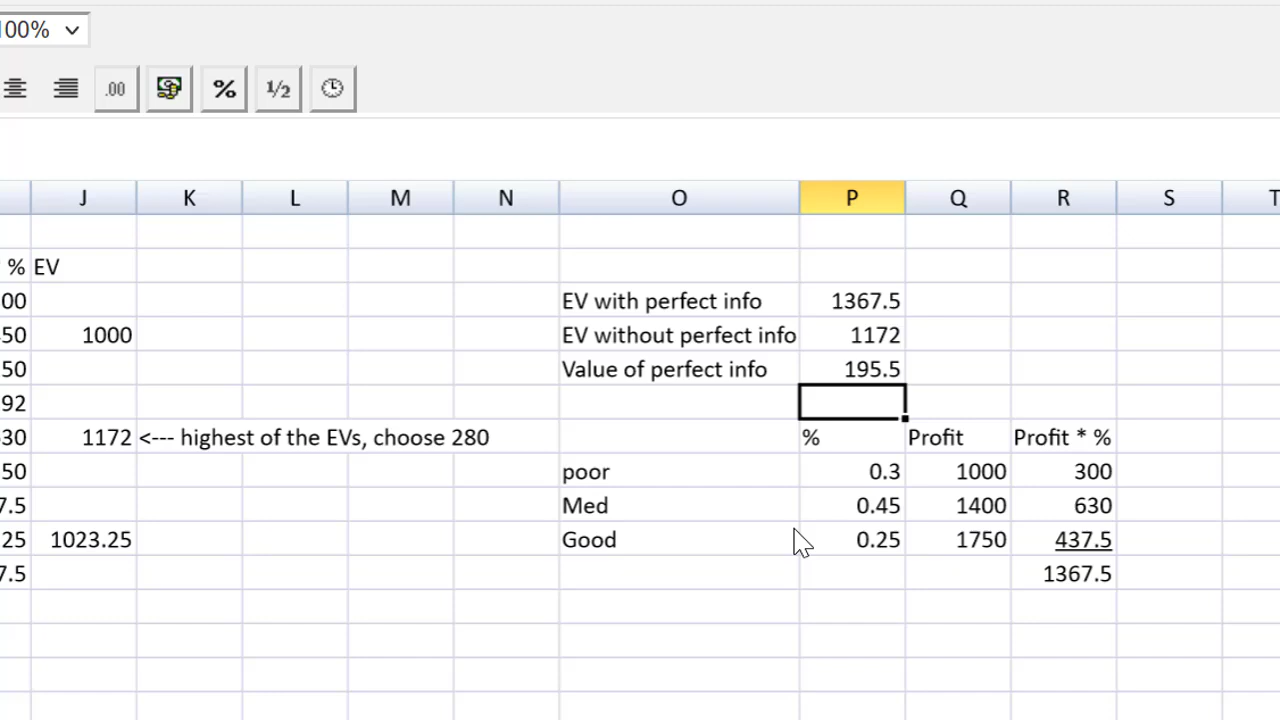 100%
.00 % 1/2
J K L M N O P Q R S T
% EV
00 EV with perfect info 1367.5
50 1000 EV without perfect info 1172
50 Value of perfect info 195.5
92
30 1172 <--- highest of the EVs, choose 280 % Profit Profit * %
50 poor 0.3 1000 300
7.5 Med 0.45 1400 630
25 1023.25 Good 0.25 1750 437.5
7.5 1367.5